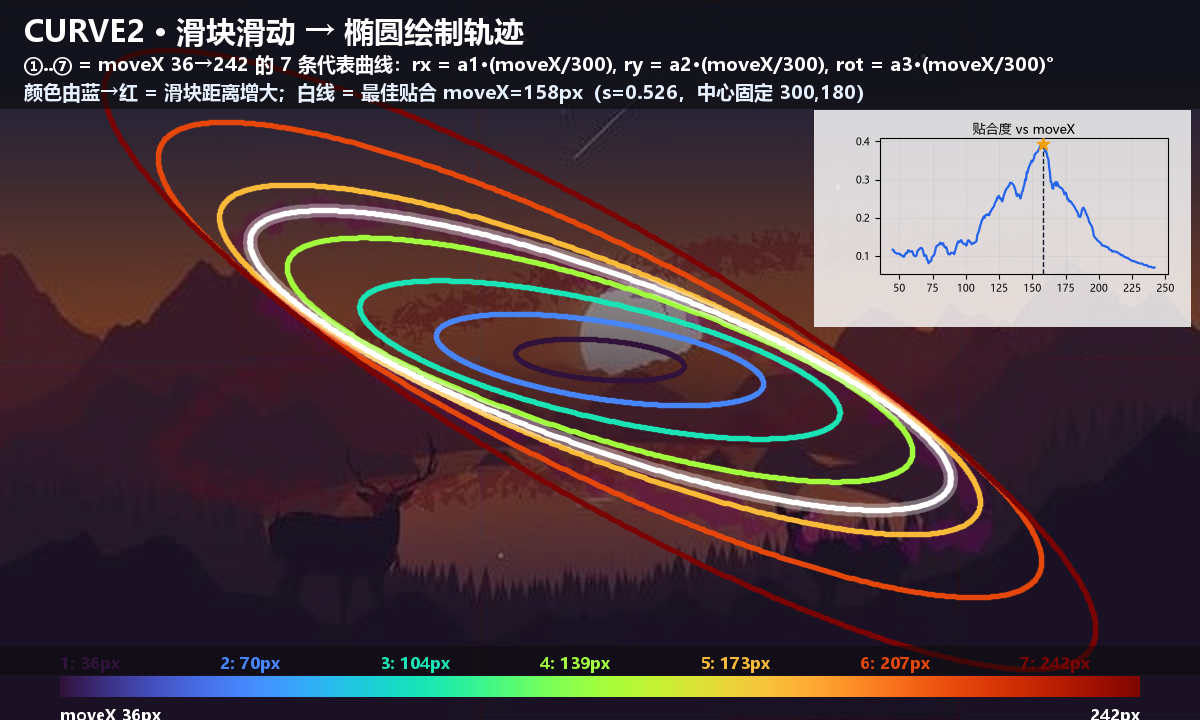 CURVE2 • 滑块滑动 → 椭圆绘制轨迹
①..⑦ = moveX 36→242 的 7 条代表曲线：rx = a1•(moveX/300), ry = a2•(moveX/300), rot = a3•(moveX/300)°
颜色由蓝→红 = 滑块距离增大；白线 = 最佳贴合 moveX=158px（s=0.526，中心固定 300,180）
贴合度 vs moveX
0.4
0.3
0.2
0.1
50 75 100 125 150 175 200 225 250
1: 36px 2: 70px 3: 104px 4: 139px 5: 173px 6: 207px 7: 242px
moveX 36px 242px